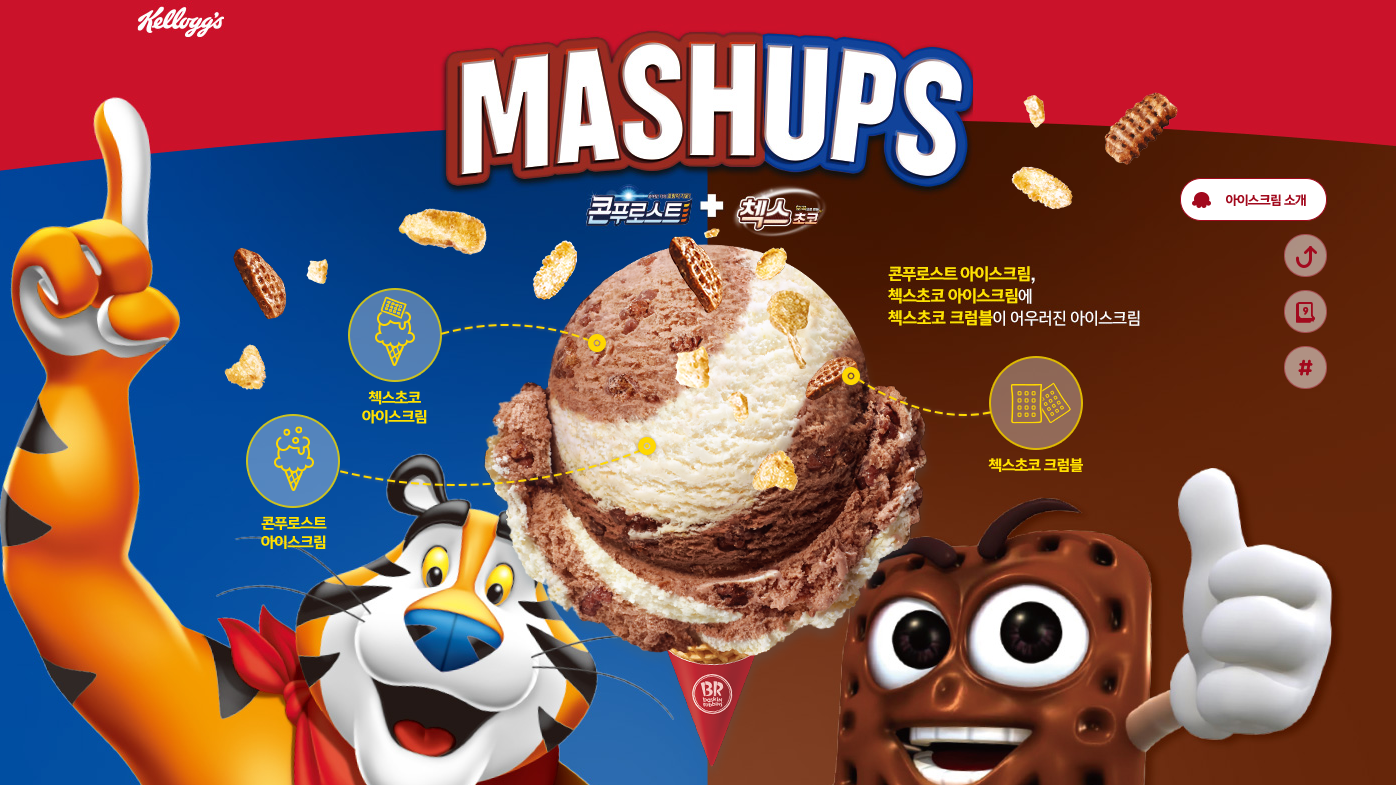 Kellogg's
MASHUPS
콘푸로스트
+
첵스
초코
아이스크림 소개
콘푸로스트 아이스크림,
첵스초코 아이스크림에
첵스초코 크럼블이 어우러진 아이스크림
첵스초코
아이스크림
첵스초코 크럼블
콘푸로스트
아이스크림
9
#
BR
baskin
robbins